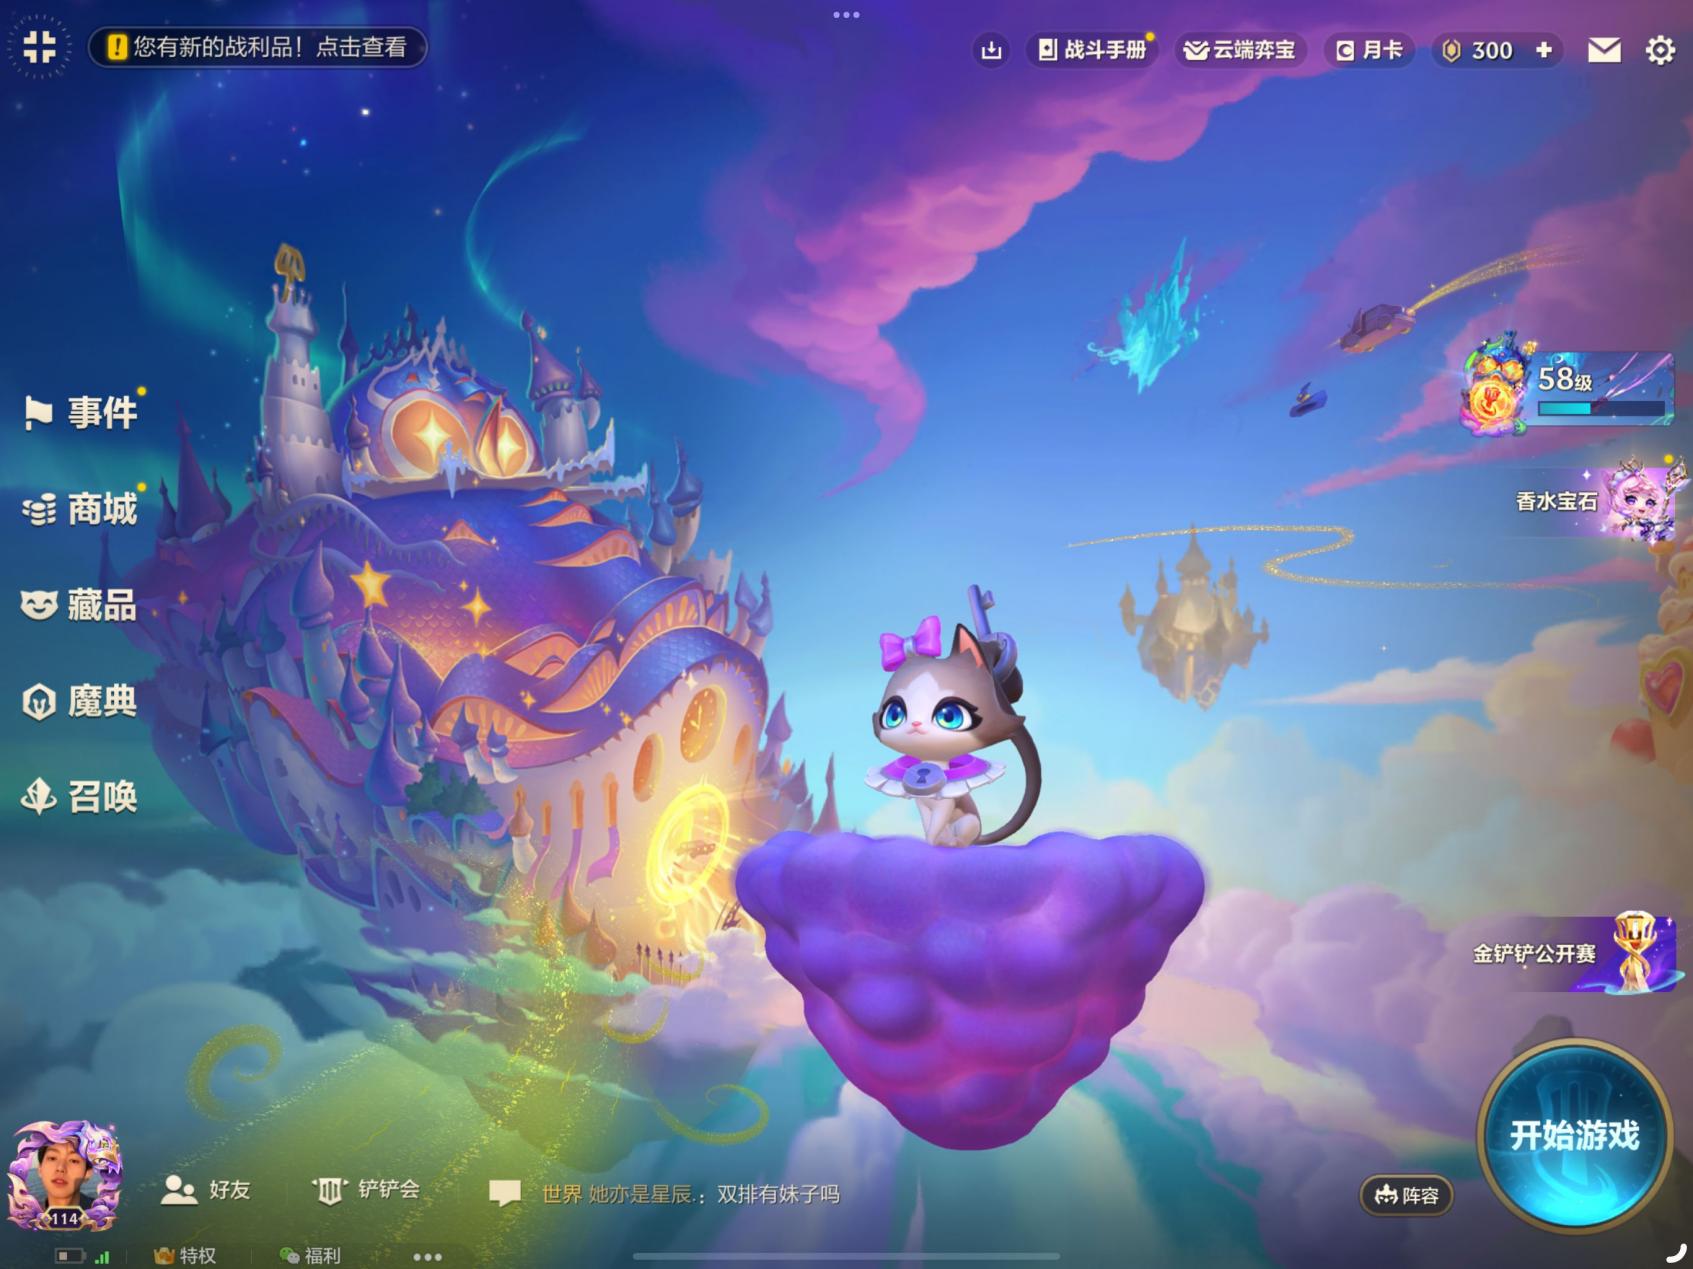 您有新的战利品！点击查看
战斗手册
云端弈宝
月卡
300
事件
商城
藏品
魔典
召唤
58级
香水宝石
金铲铲公开赛
开始游戏
阵容
114
好友
铲铲会
世界 她亦是星辰.：双排有妹子吗
特权
福利